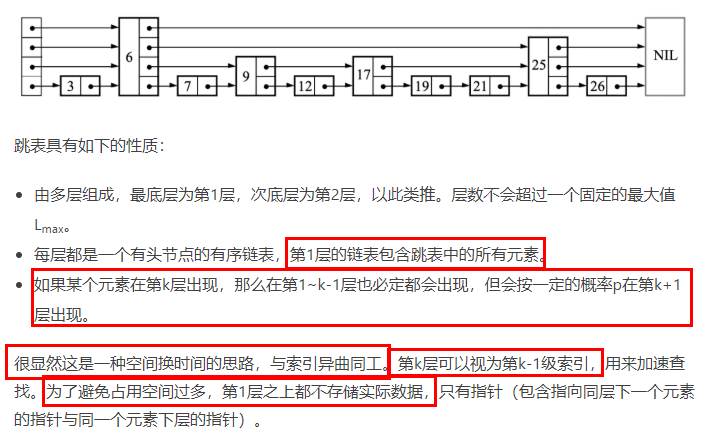 6
25
NIL
9
17
3
7
12
19
21
26
跳表具有如下的性质：
由多层组成，最底层为第1层，次底层为第2层，以此类推。层数不会超过一个固定的最大值
Lmax。
每层都是一个有头节点的有序链表，第1层的链表包含跳表中的所有元素。
如果某个元素在第k层出现，那么在第1~k-1层也必定都会出现，但会按一定的概率p在第k+1
层出现。
很显然这是一种空间换时间的思路，与索引异曲同工。第k层可以视为第k-1级索引，用来加速查
找。为了避免占用空间过多，第1层之上都不存储实际数据，只有指针（包含指向同层下一个元素
的指针与同一个元素下层的指针）。